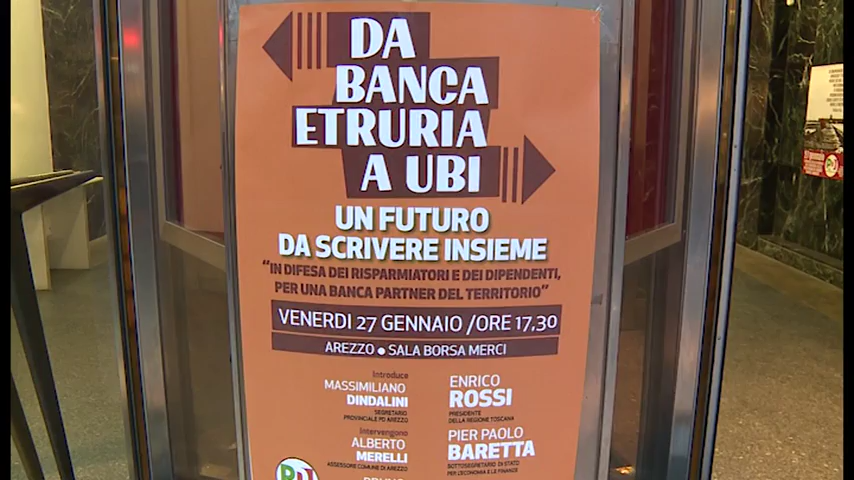 DA
BANCA
ETRURIA
A UBI
UN FUTURO
DA SCRIVERE INSIEME
"IN DIFESA DEI RISPARMIATORI E DEI DIPENDENTI,
PER UNA BANCA PARTNER DEL TERRITORIO"
VENERDI 27 GENNAIO /ORE 17,30
AREZZO • SALA BORSA MERCI
Introduce
MASSIMILIANO
DINDALINI
SEGRETARIO
PROVINCIALE PD AREZZO
ENRICO
ROSSI
PRESIDENTE
DELLA REGIONE TOSCANA
Intervengono
ALBERTO
MERELLI
ASSESSORE COMUNE DI AREZZO
PIER PAOLO
BARETTA
SOTTOSEGRETARIO DI STATO
PER L'ECONOMIA E LE FINANZE